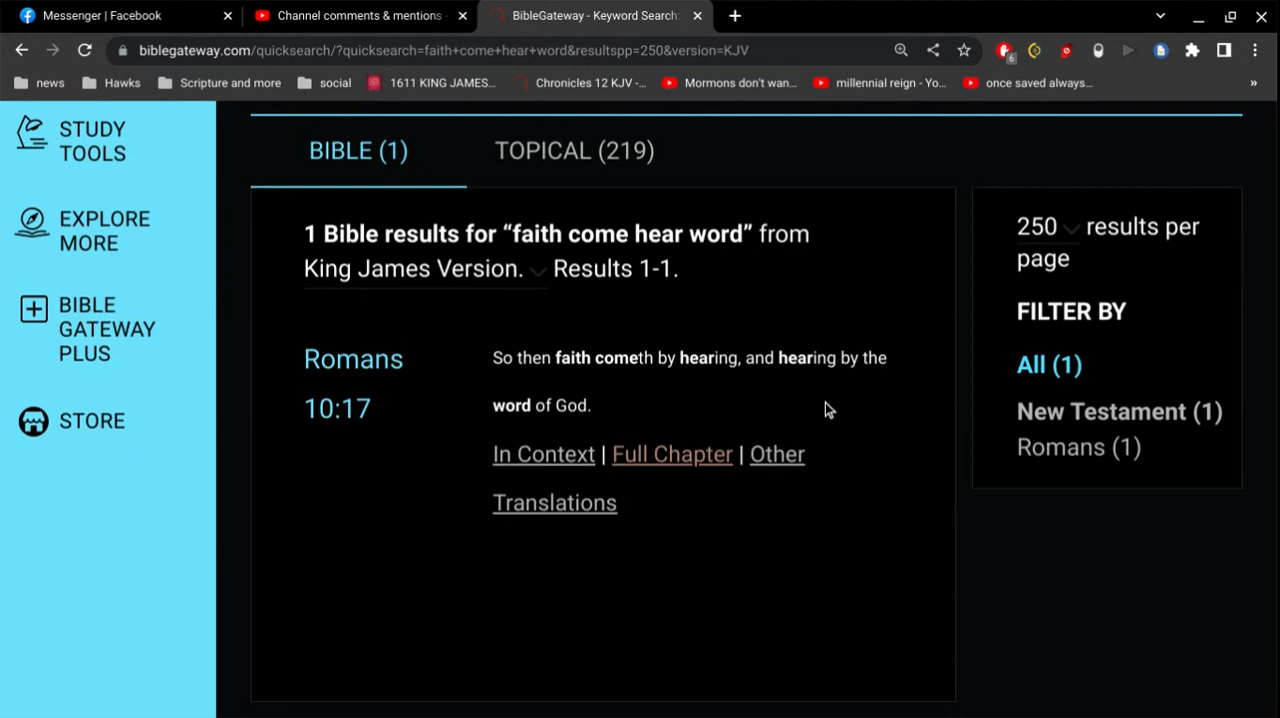 Messenger | Facebook
Channel comments & mentions -
BibleGateway - Keyword Search:
biblegateway.com/quicksearch/?quicksearch=faith+come+hear+word&resultspp=250&version=KJV
6
news
Hawks
Scripture and more
social
1611 KING JAMES...
Chronicles 12 KJV -...
Mormons don't wan...
millennial reign - Yo...
once saved always...
»
STUDY
TOOLS
EXPLORE
MORE
BIBLE
GATEWAY
PLUS
STORE
BIBLE (1)
TOPICAL (219)
1 Bible results for “faith come hear word” from
King James Version. Results 1-1.
Romans
10:17
So then faith cometh by hearing, and hearing by the
word of God.
In Context | Full Chapter | Other
Translations
250 results per
page
FILTER BY
All (1)
New Testament (1)
Romans (1)